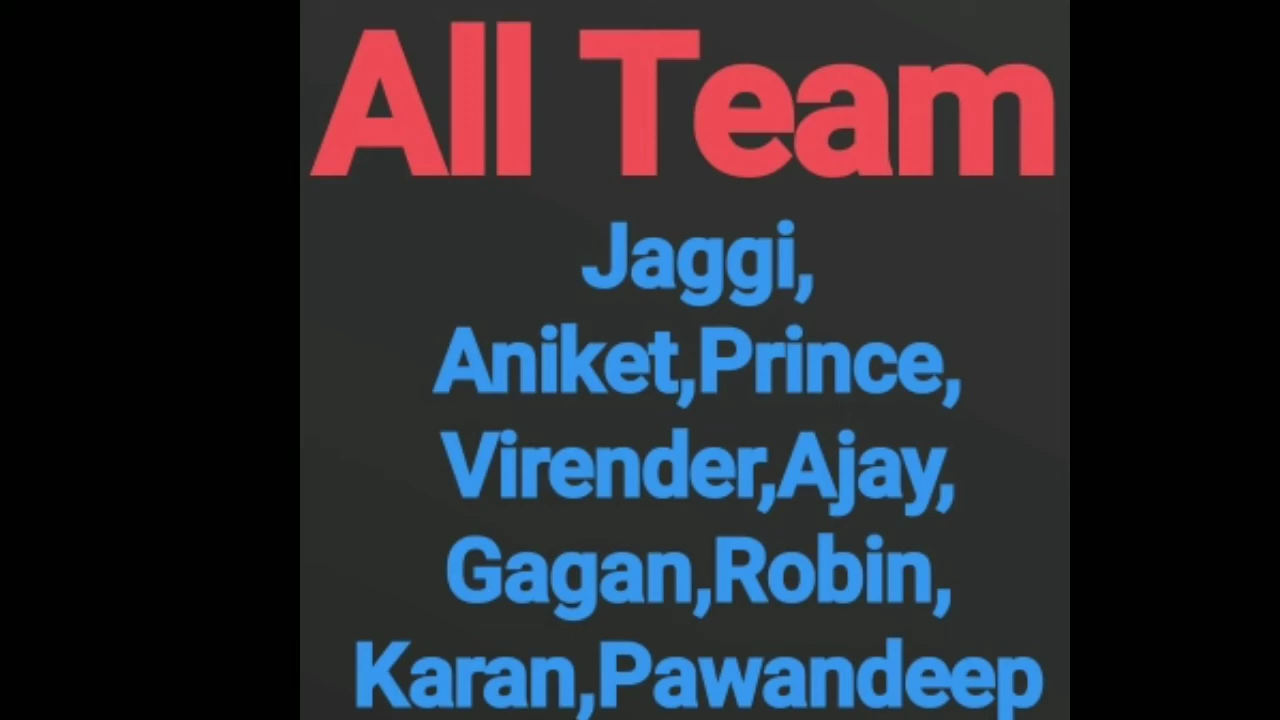 All Team
Jaggi,
Aniket,Prince,
Virender,Ajay,
Gagan,Robin,
Karan,Pawandeep